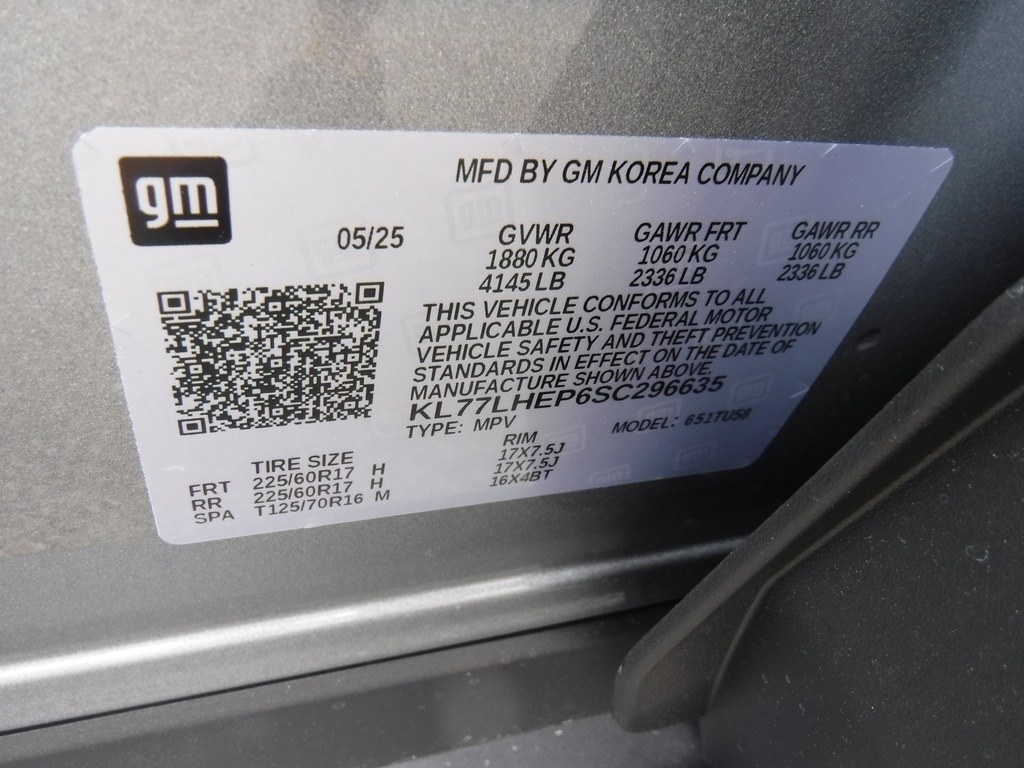 gm
MFD BY GM KOREA COMPANY
05/25 GVWR GAWR FRT GAWR RR
1880 KG 1060 KG 1060 KG
4145 LB 2336 LB 2336 LB
THIS VEHICLE CONFORMS TO ALL
APPLICABLE U.S. FEDERAL MOTOR
VEHICLE SAFETY AND THEFT PREVENTION
STANDARDS IN EFFECT ON THE DATE OF
MANUFACTURE SHOWN ABOVE.
KL77LHEP6SC296635
TYPE: MPV MODEL: 651TU58
TIRE SIZE RIM
FRT 225/60R17 H 17X7.5J
RR 225/60R17 H 17X7.5J
SPA T125/70R16 M 16X4BT